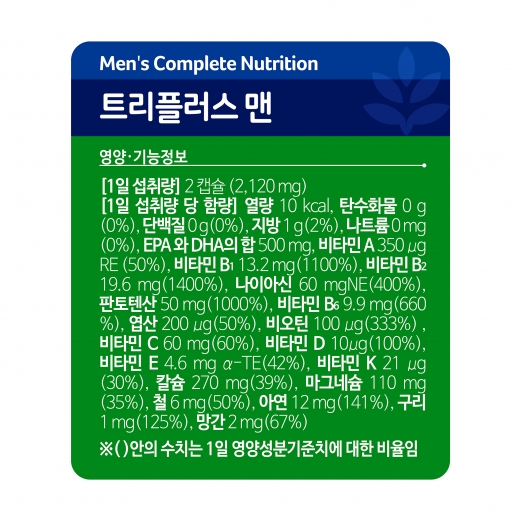 Men's Complete Nutrition
트리플러스 맨
영양·기능정보
[1일 섭취량] 2 캡슐 (2,120 mg)
[1일 섭취량 당 함량] 열량 10 kcal, 탄수화물 0 g
(0%), 단백질 0 g(0%), 지방 1 g(2%), 나트륨 0 mg
(0%), EPA 와 DHA의 합 500 mg, 비타민 A 350 µg
RE (50%), 비타민 B1 13.2 mg(1100%), 비타민 B2
19.6 mg(1400%), 나이아신 60 mgNE(400%),
판토텐산 50 mg(1000%), 비타민 B6 9.9 mg(660
%), 엽산 200 µg(50%), 비오틴 100 µg(333%) ,
비타민 C 60 mg(60%), 비타민 D 10µg(100%),
비타민 E 4.6 mg α-TE(42%), 비타민 K 21 µg
(30%), 칼슘 270 mg(39%), 마그네슘 110 mg
(35%), 철 6 mg(50%), 아연 12 mg(141%), 구리
1 mg(125%), 망간 2 mg(67%)
※( )안의 수치는 1일 영양성분기준치에 대한 비율임